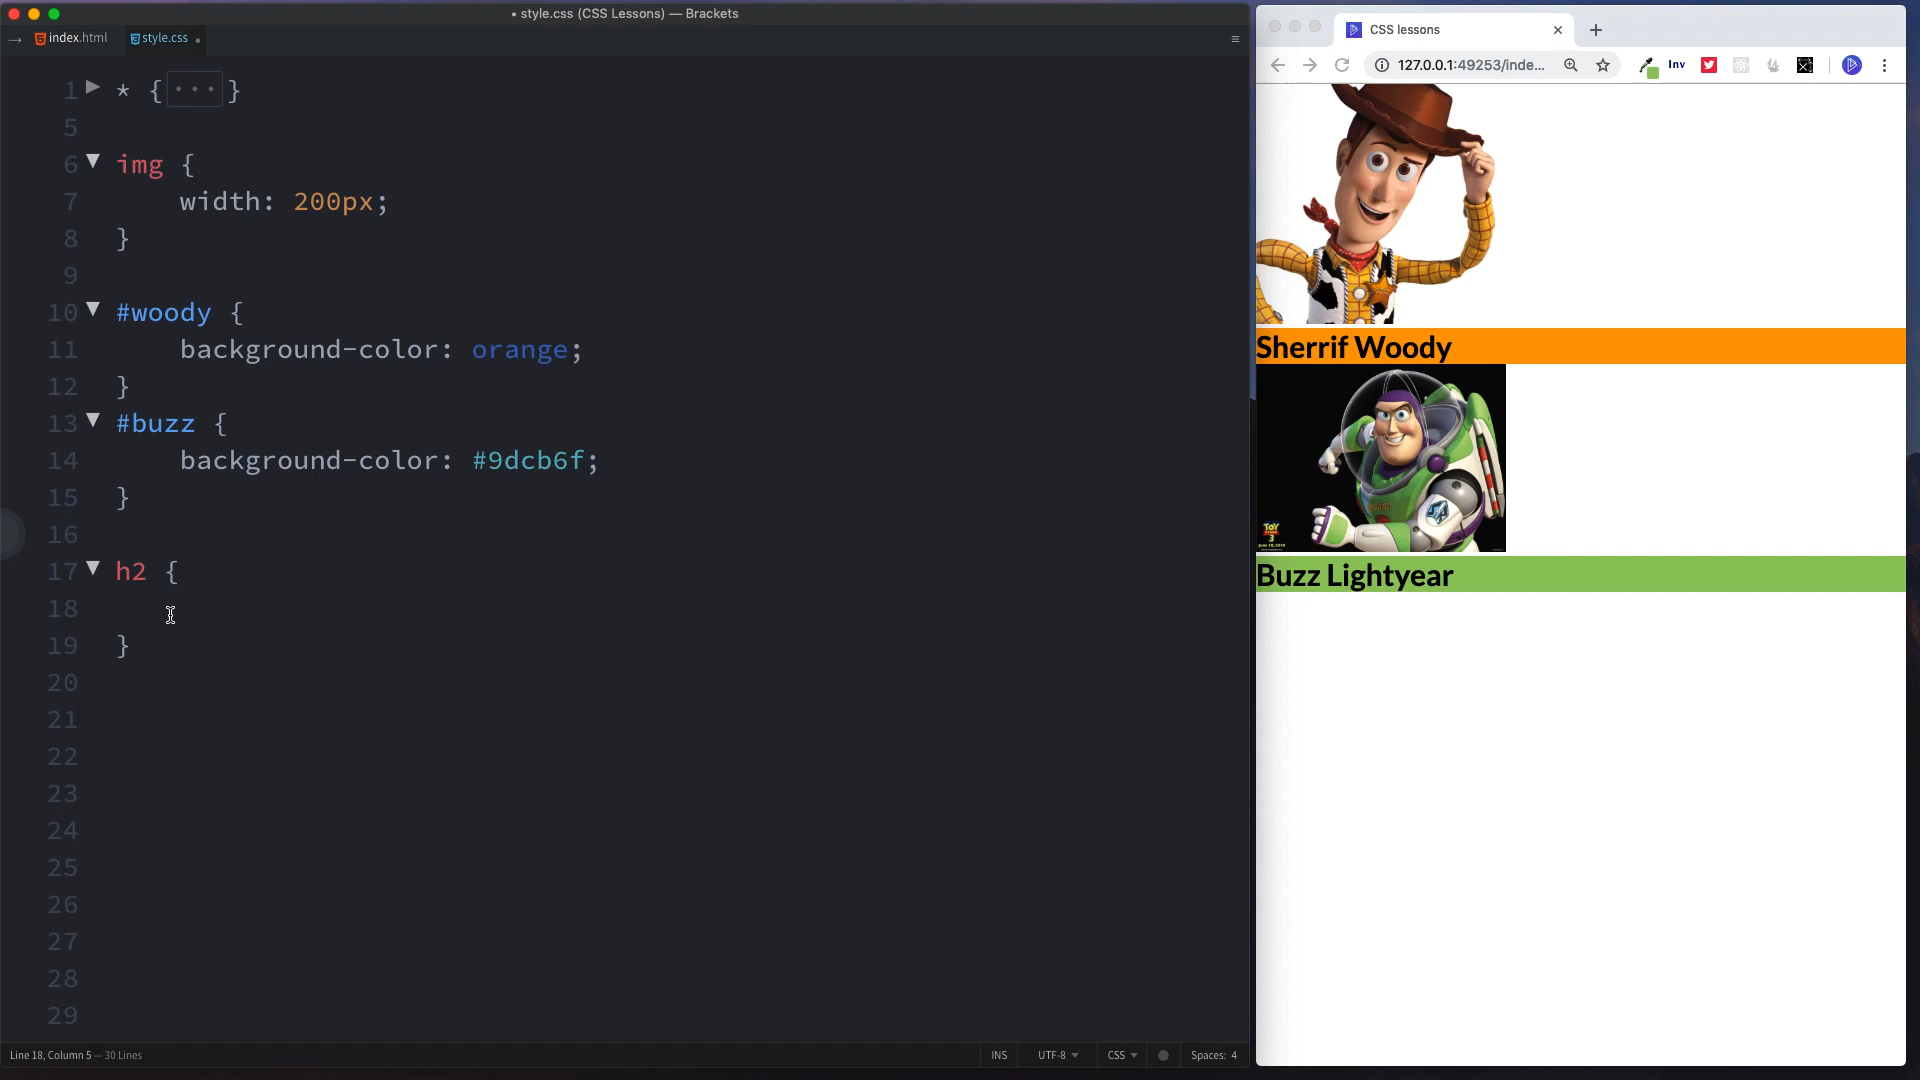 style.css (CSS Lessons) — Brackets
index.html
style.css
1 * {...}
5
6 img {
7 width: 200px;
8 }
9
10 #woody {
11 background-color: orange;
12 }
13 #buzz {
14 background-color: #9dcb6f;
15 }
16
17 h2 {
18
19 }
20
21
22
23
24
25
26
27
28
29
Line 18, Column 5 — 30 Lines
INS
UTF-8
CSS
Spaces: 4
CSS lessons
127.0.0.1:49253/inde...
Inv
Sherrif Woody
TOY
STORY
3
Buzz Lightyear